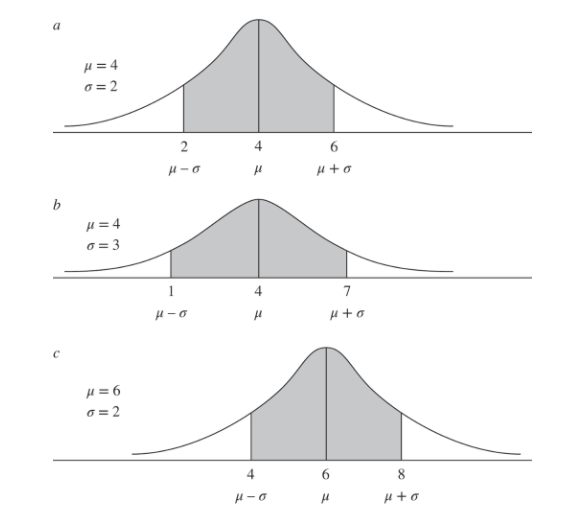 a
μ = 4
σ = 2
2 4 6
μ – σ μ μ + σ
b
μ = 4
σ = 3
1 4 7
μ – σ μ μ + σ
c
μ = 6
σ = 2
4 6 8
μ – σ μ μ + σ